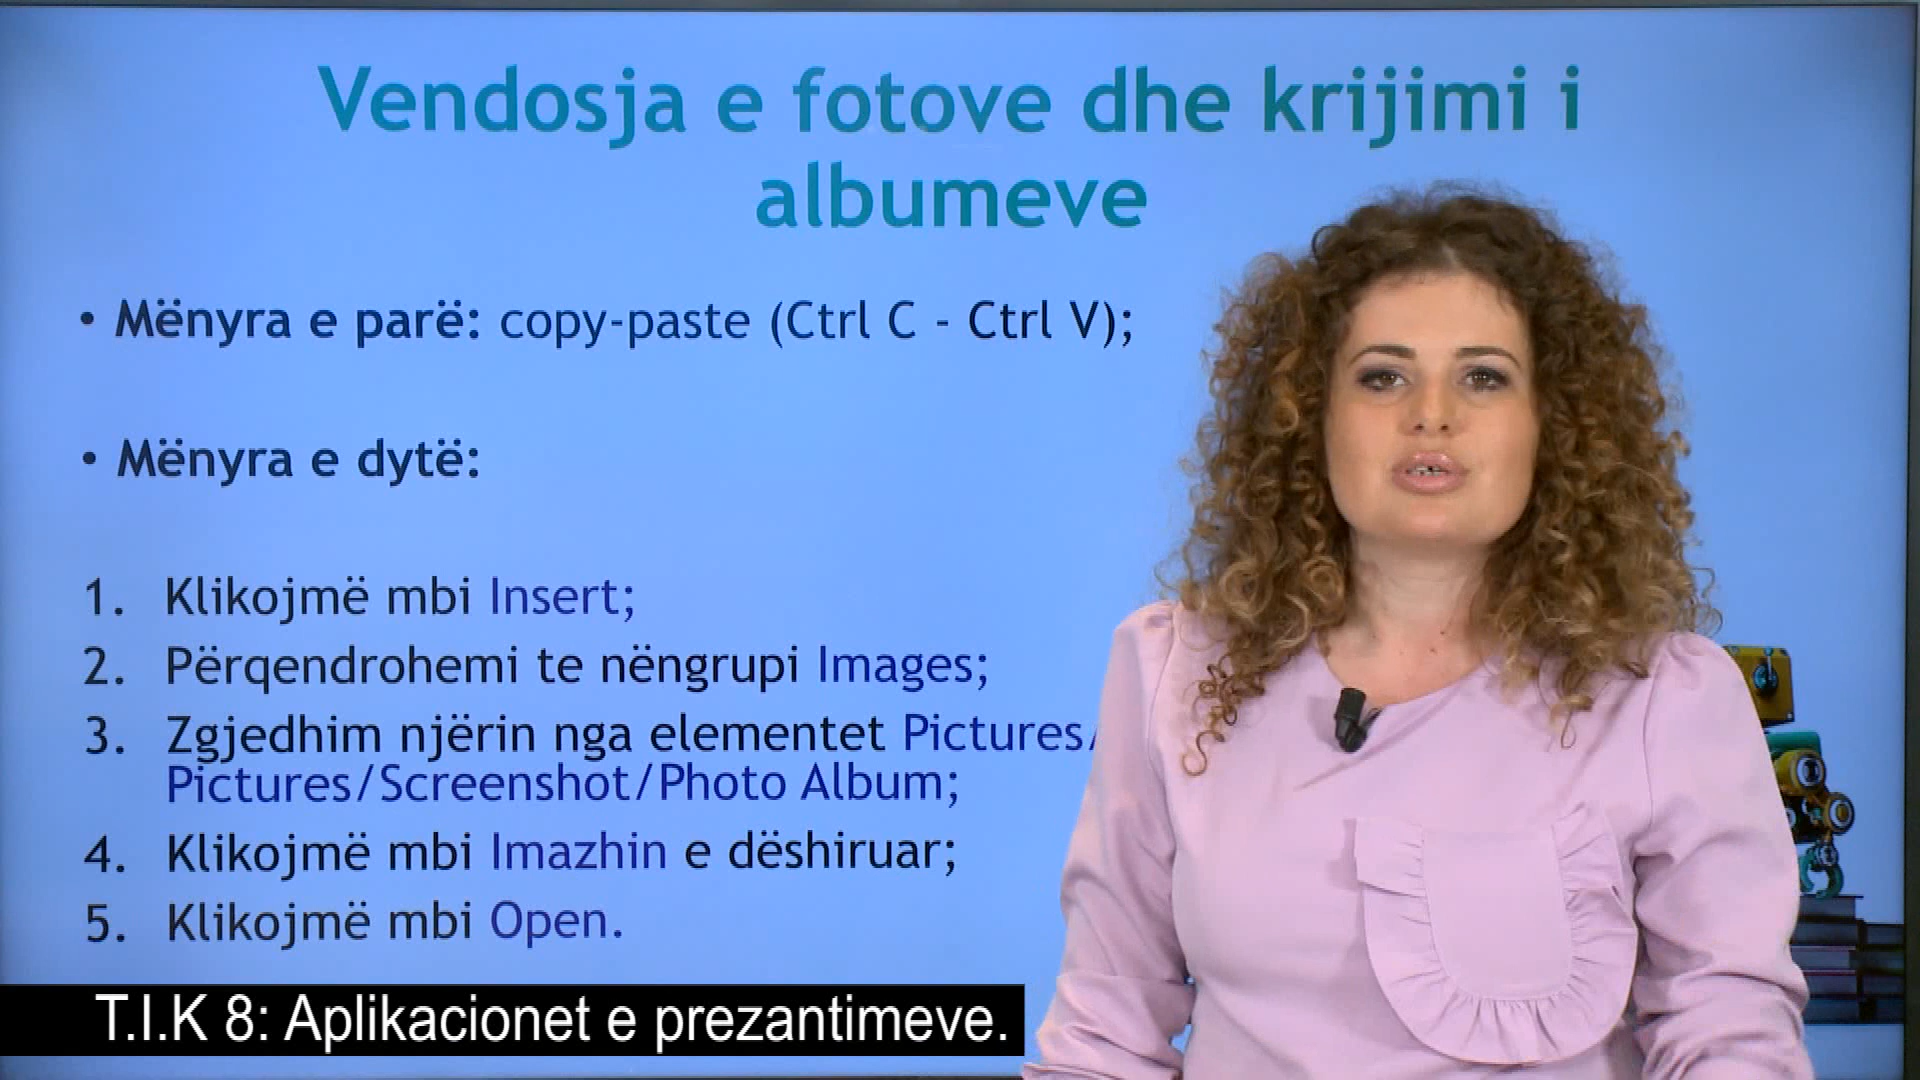 Vendosja e fotove dhe krijimi i
albumeve
• Mënyra e parë: copy-paste (Ctrl C - Ctrl V);
• Mënyra e dytë:
1. Klikojmë mbi Insert;
2. Përqendrohemi te nëngrupi Images;
3. Zgjedhim njërin nga elementet Pictures/
Pictures/Screenshot/Photo Album;
4. Klikojmë mbi Imazhin e dëshiruar;
5. Klikojmë mbi Open.
T.I.K 8: Aplikacionet e prezantimeve.